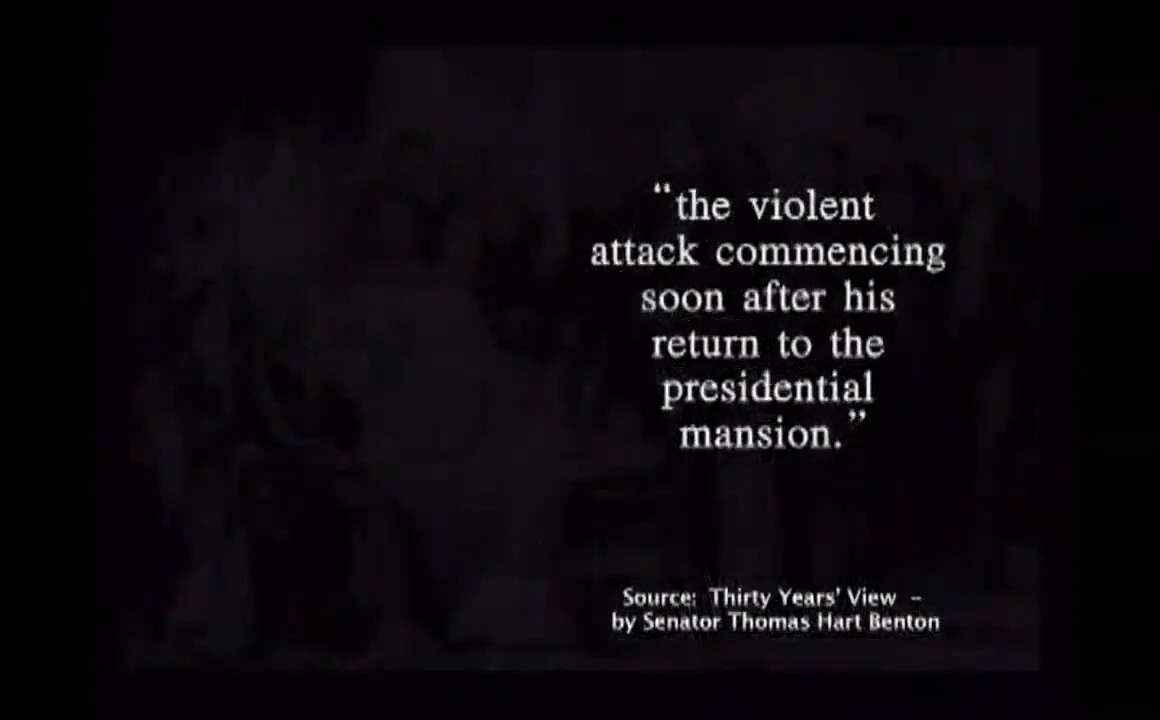 “the violent
attack commencing
soon after his
return to the
presidential
mansion.”
Source: Thirty Years' View –
by Senator Thomas Hart Benton